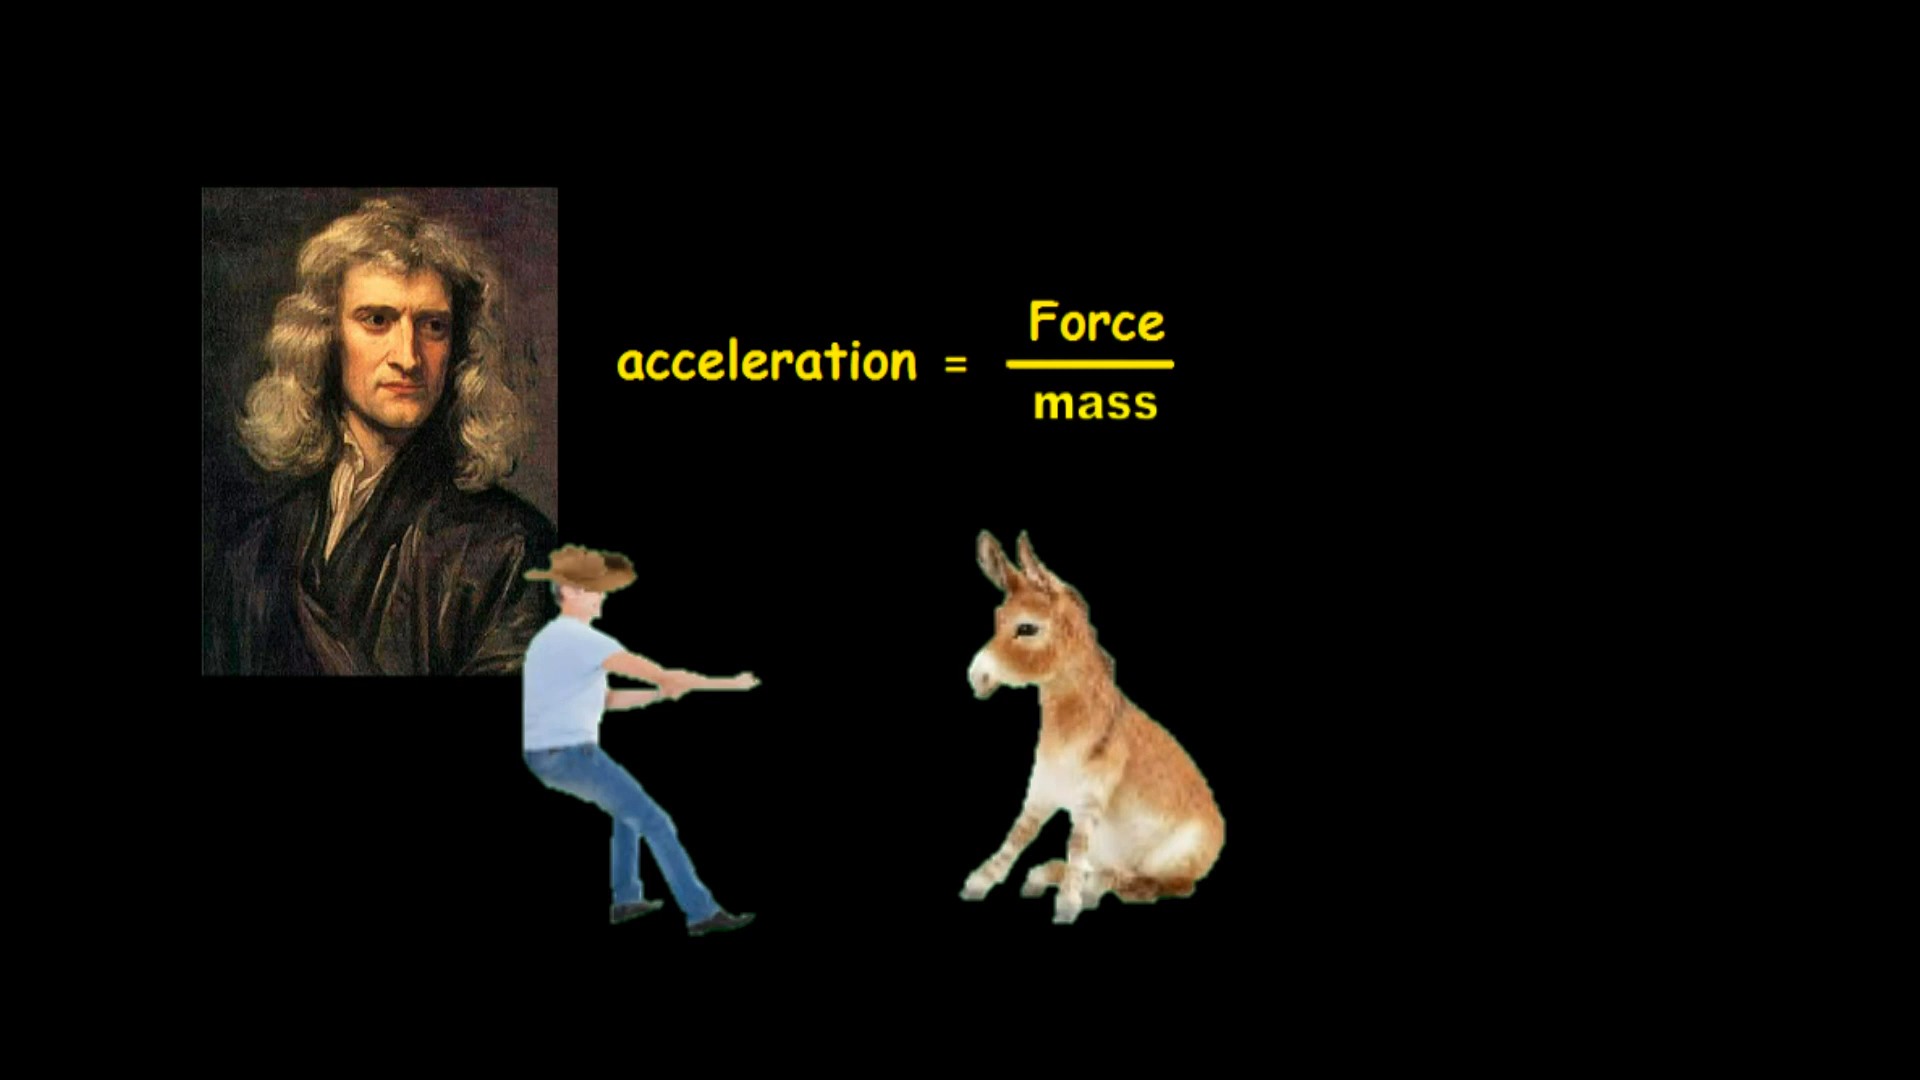 acceleration =
Force
mass